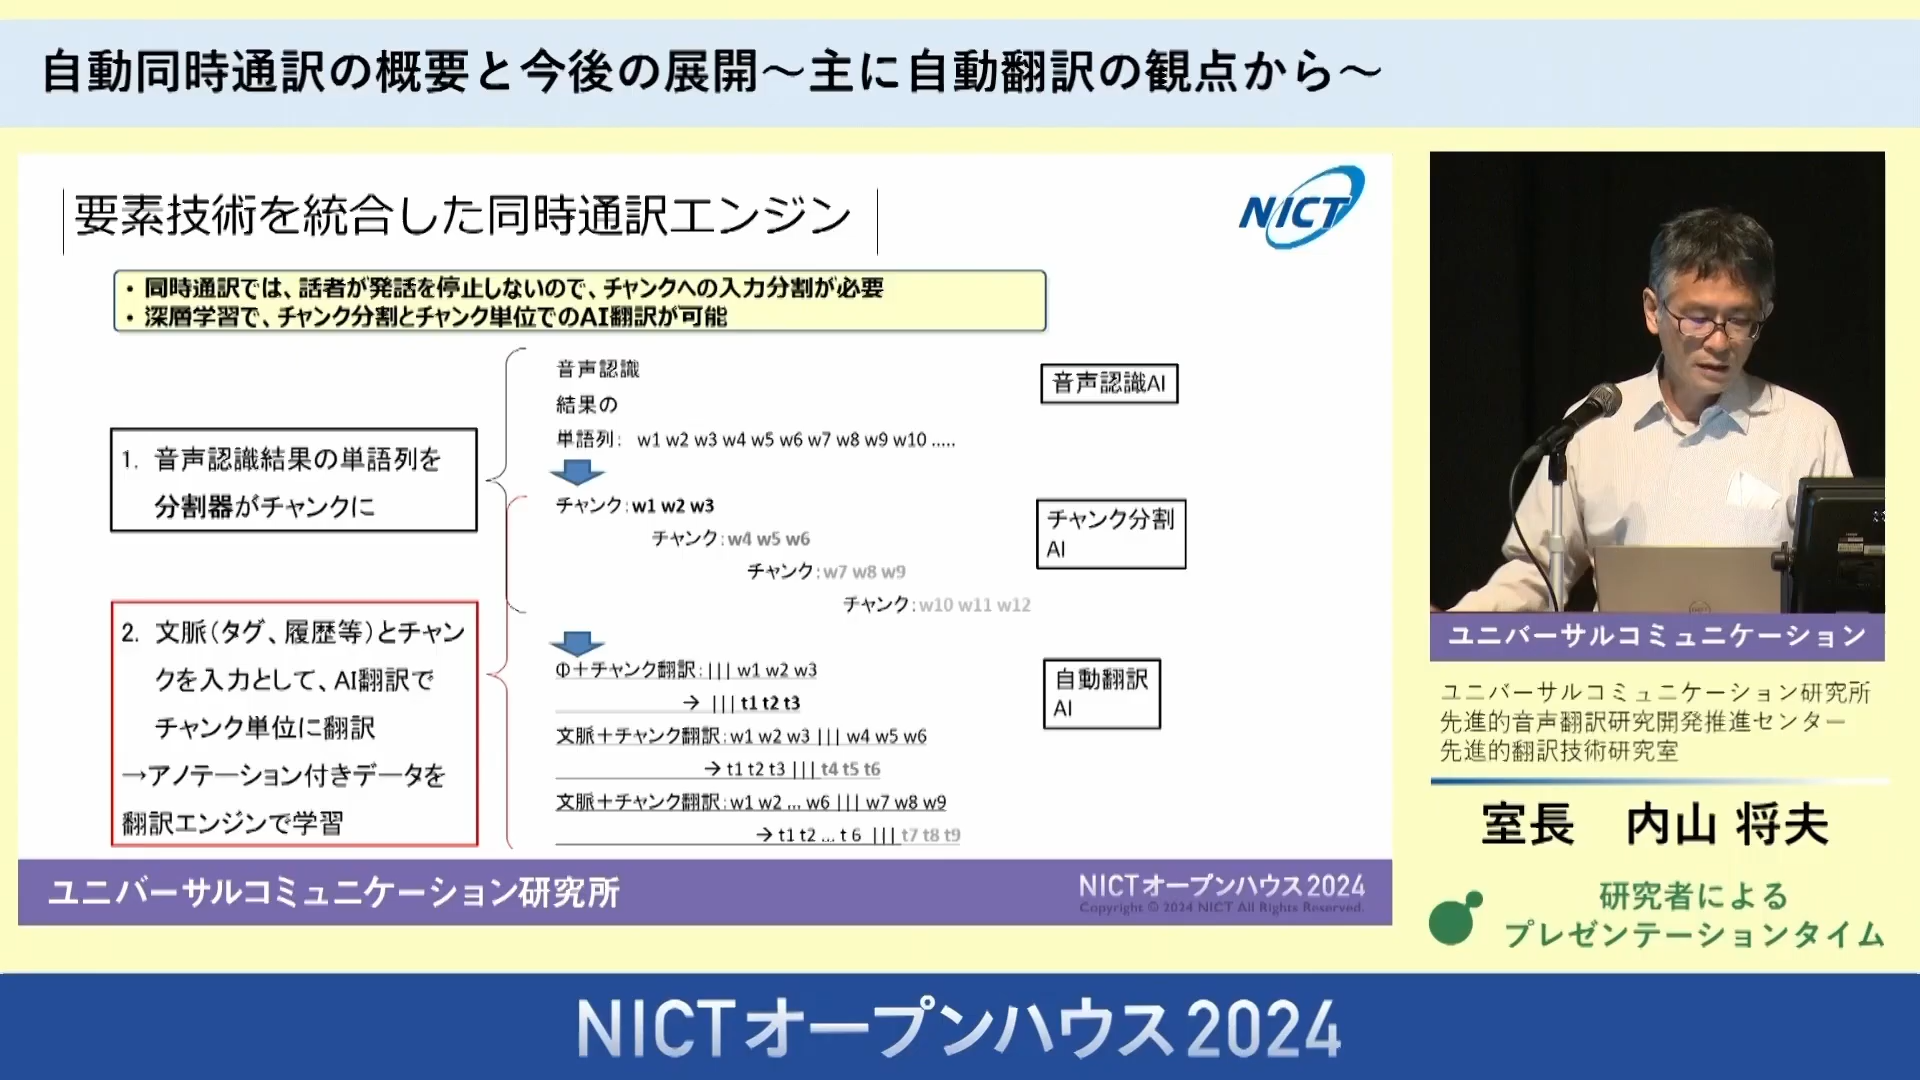 自動同時通訳の概要と今後の展開～主に自動翻訳の観点から～
要素技術を統合した同時通訳エンジン
NICT
・ 同時通訳では、話者が発話を停止しないので、チャンクへの入力分割が必要
・ 深層学習で、チャンク分割とチャンク単位でのAI翻訳が可能
1. 音声認識結果の単語列を
分割器がチャンクに
2. 文脈（タグ、履歴等）とチャン
クを入力として、AI翻訳で
チャンク単位に翻訳
→アノテーション付きデータを
翻訳エンジンで学習
音声認識
結果の
単語列： w1 w2 w3 w4 w5 w6 w7 w8 w9 w10 .....
チャンク：w1 w2 w3
チャンク：w4 w5 w6
チャンク：w7 w8 w9
チャンク：w10 w11 w12
Φ＋チャンク翻訳：||| w1 w2 w3
→ ||| t1 t2 t3
文脈＋チャンク翻訳：w1 w2 w3 ||| w4 w5 w6
→ t1 t2 t3 ||| t4 t5 t6
文脈＋チャンク翻訳：w1 w2 ... w6 ||| w7 w8 w9
→ t1 t2 ... t 6 ||| t7 t8 t9
音声認識AI
チャンク分割
AI
自動翻訳
AI
ユニバーサルコミュニケーション研究所
NICTオープンハウス2024
Copyright © 2024 NICT All Rights Reserved.
ユニバーサルコミュニケーション
ユニバーサルコミュニケーション研究所
先進的音声翻訳研究開発推進センター
先進的翻訳技術研究室
室長　内山 将夫
研究者による
プレゼンテーションタイム
NICTオープンハウス2024